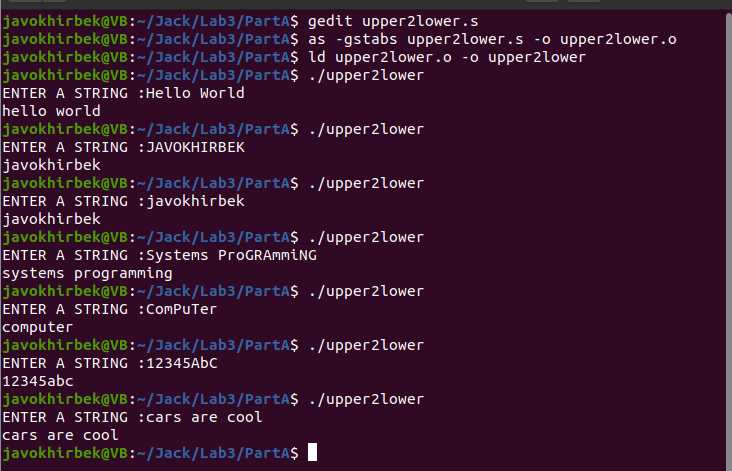 javokhirbek@VB:~/Jack/Lab3/PartA$ gedit upper2lower.s
javokhirbek@VB:~/Jack/Lab3/PartA$ as -gstabs upper2lower.s -o upper2lower.o
javokhirbek@VB:~/Jack/Lab3/PartA$ ld upper2lower.o -o upper2lower
javokhirbek@VB:~/Jack/Lab3/PartA$ ./upper2lower
ENTER A STRING :Hello World
hello world
javokhirbek@VB:~/Jack/Lab3/PartA$ ./upper2lower
ENTER A STRING :JAVOKHIRBEK
javokhirbek
javokhirbek@VB:~/Jack/Lab3/PartA$ ./upper2lower
ENTER A STRING :javokhirbek
javokhirbek
javokhirbek@VB:~/Jack/Lab3/PartA$ ./upper2lower
ENTER A STRING :Systems ProGRAmmiNG
systems programming
javokhirbek@VB:~/Jack/Lab3/PartA$ ./upper2lower
ENTER A STRING :ComPuTer
computer
javokhirbek@VB:~/Jack/Lab3/PartA$ ./upper2lower
ENTER A STRING :12345AbC
12345abc
javokhirbek@VB:~/Jack/Lab3/PartA$ ./upper2lower
ENTER A STRING :cars are cool
cars are cool
javokhirbek@VB:~/Jack/Lab3/PartA$